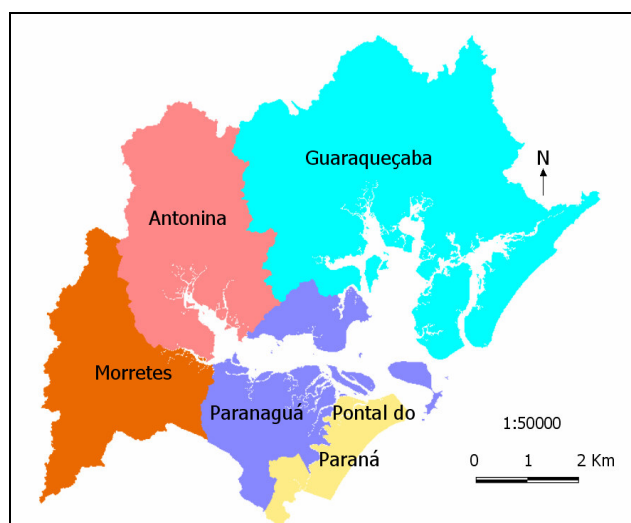 Guaraqueçaba
N
Antonina
Morretes
Paranaguá
Pontal do
Paraná
1:50000
0 1 2 Km